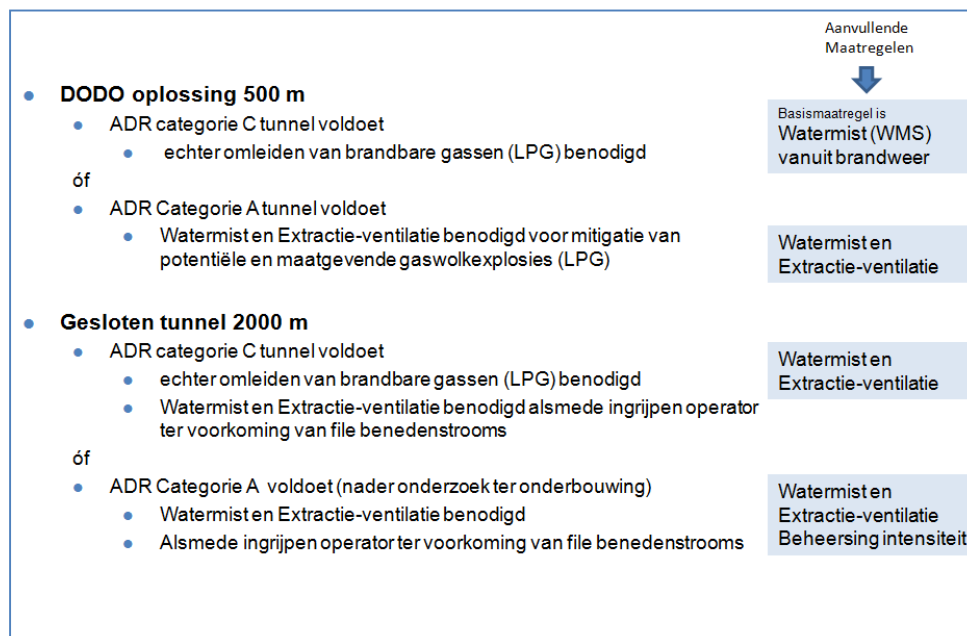 Aanvullende
Maatregelen
DODO oplossing 500 m
ADR categorie C tunnel voldoet
echter omleiden van brandbare gassen (LPG) benodigd
Basismaatregel is
Watermist (WMS)
vanuit brandweer
óf
ADR Categorie A tunnel voldoet
Watermist en Extractie-ventilatie benodigd voor mitigatie van
potentiële en maatgevende gaswolkexplosies (LPG)
Watermist en
Extractie-ventilatie
Gesloten tunnel 2000 m
ADR categorie C tunnel voldoet
echter omleiden van brandbare gassen (LPG) benodigd
Watermist en Extractie-ventilatie benodigd alsmede ingrijpen operator
ter voorkoming van file benedenstrooms
Watermist en
Extractie-ventilatie
óf
ADR Categorie A voldoet (nader onderzoek ter onderbouwing)
Watermist en Extractie-ventilatie benodigd
Alsmede ingrijpen operator ter voorkoming van file benedenstrooms
Watermist en
Extractie-ventilatie
Beheersing intensiteit